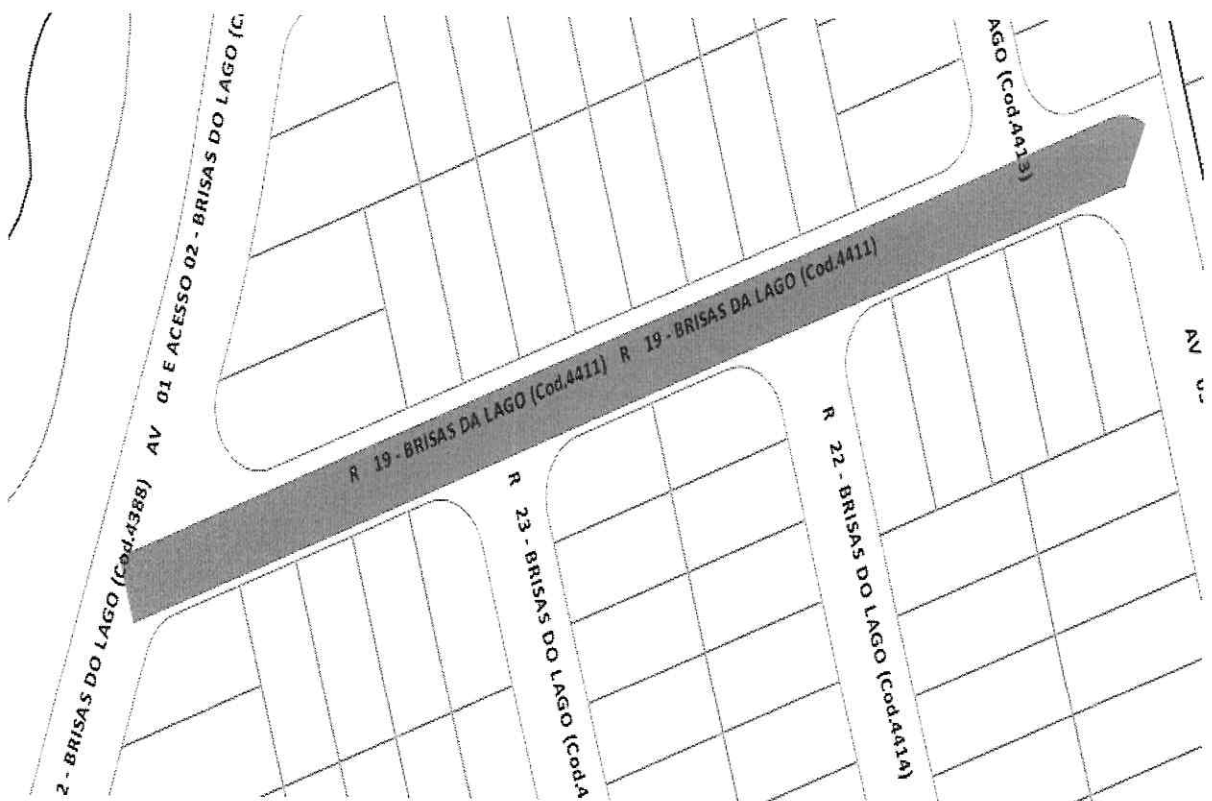 AV 01 E ACESSO 02 - BRISAS DO LAGO (C
2 - BRISAS DO LAGO (Cod.4388)
AGO (Cod.4413)
R 19 - BRISAS DA LAGO (Cod.4411)
R 19 - BRISAS DA LAGO (Cod.4411)
R 23 - BRISAS DO LAGO (Cod.4
R 22 - BRISAS DO LAGO (Cod.4414)
AV